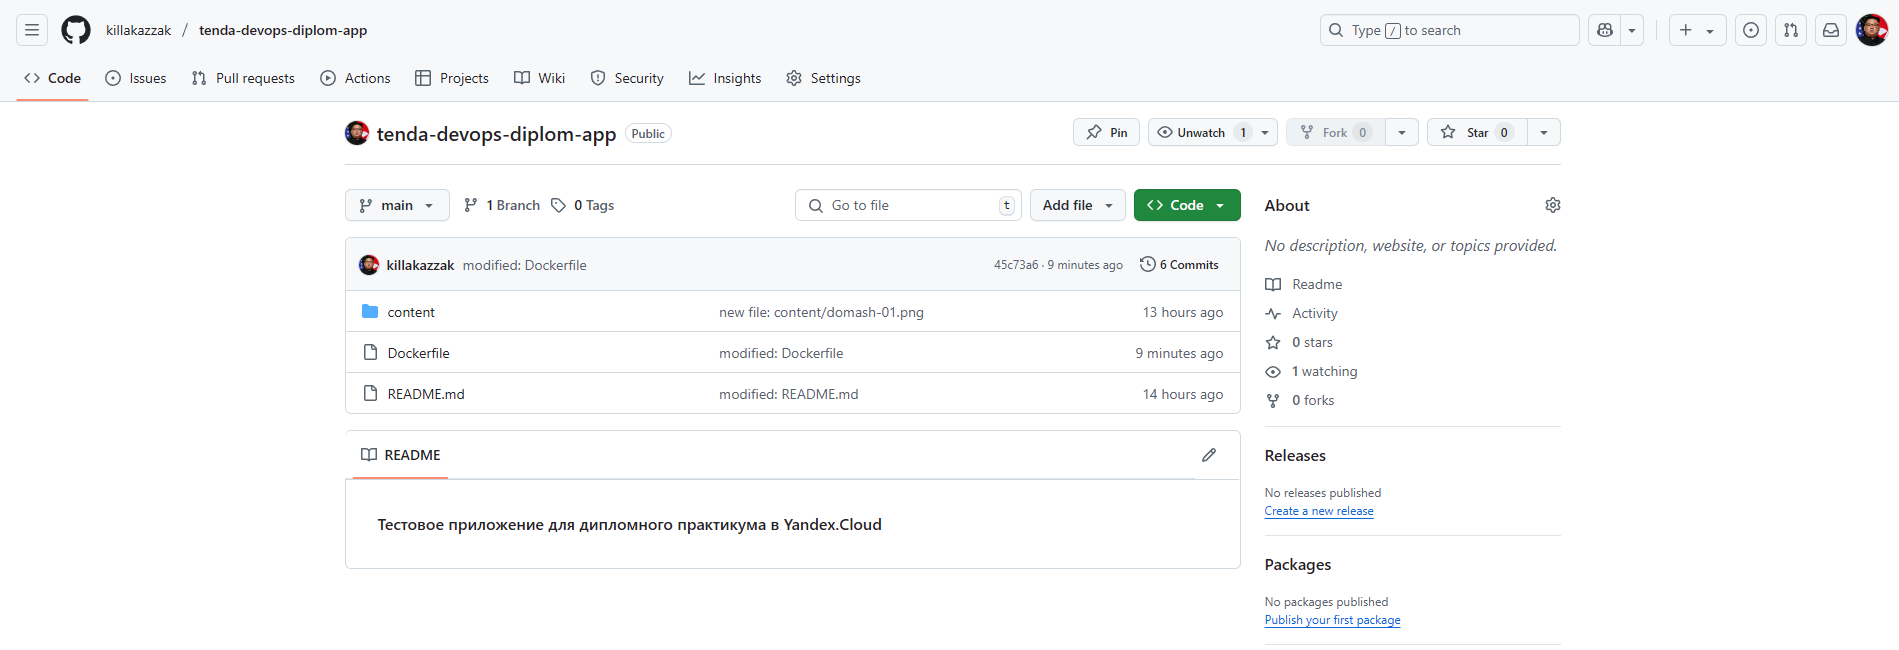 killakazzak / tenda-devops-diplom-app
Type / to search
Code Issues Pull requests Actions Projects Wiki Security Insights Settings
tenda-devops-diplom-app Public
Pin Unwatch 1 Fork 0 Star 0
main 1 Branch 0 Tags
Go to file t Add file Code
killakazzak modified: Dockerfile 45c73a6 · 9 minutes ago 6 Commits
content new file: content/domash-01.png 13 hours ago
Dockerfile modified: Dockerfile 9 minutes ago
README.md modified: README.md 14 hours ago
README
Тестовое приложение для дипломного практикума в Yandex.Cloud
About
No description, website, or topics provided.
Readme
Activity
0 stars
1 watching
0 forks
Releases
No releases published
Create a new release
Packages
No packages published
Publish your first package